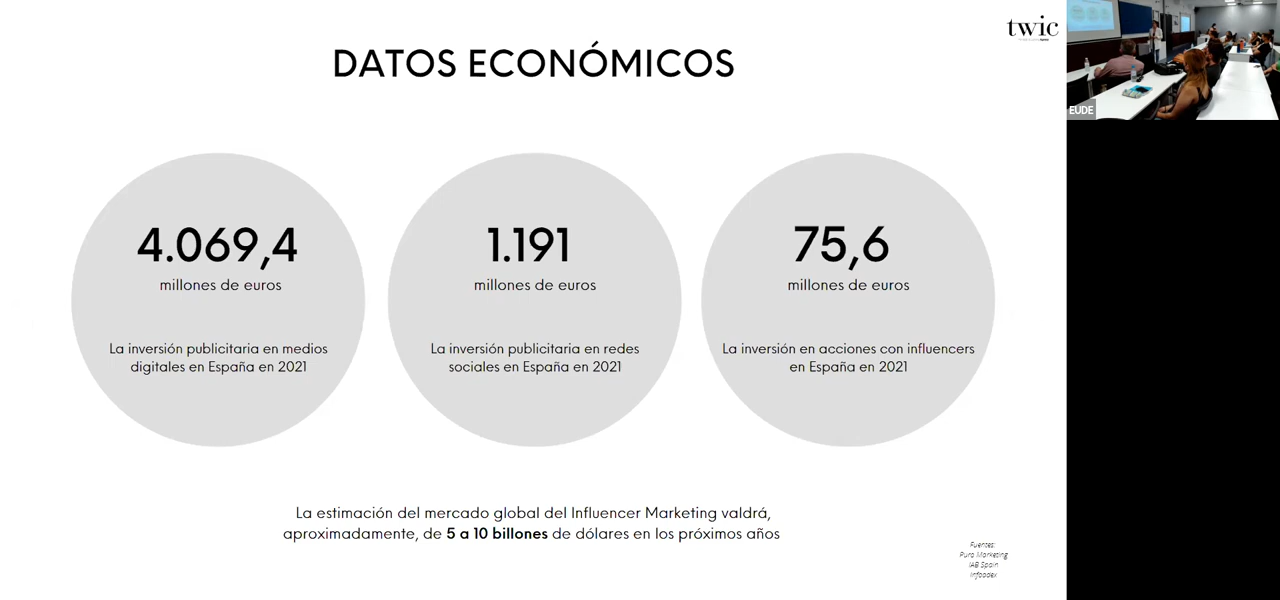 twic
DATOS ECONÓMICOS
EUDE
4.069,4
millones de euros
La inversión publicitaria en medios
digitales en España en 2021
1.191
millones de euros
La inversión publicitaria en redes
sociales en España en 2021
75,6
millones de euros
La inversión en acciones con influencers
en España en 2021
La estimación del mercado global del Influencer Marketing valdrá,
aproximadamente, de 5 a 10 billones de dólares en los próximos años
Fuentes:
Puro Marketing
IAB Spain
Infoadex